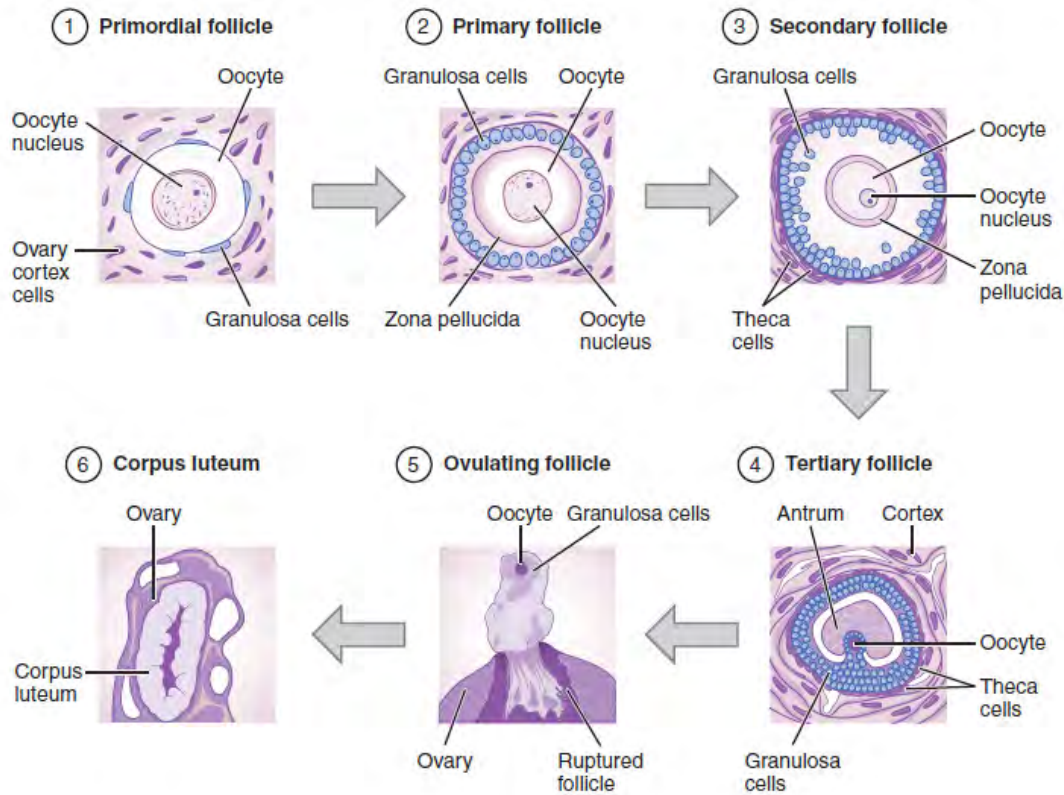 1 Primordial follicle
Oocyte
Oocyte
nucleus
Ovary
cortex
cells
Granulosa cells
2 Primary follicle
Granulosa cells
Oocyte
Zona pellucida
Oocyte
nucleus
3 Secondary follicle
Granulosa cells
Oocyte
Oocyte
nucleus
Zona
pellucida
Theca
cells
6 Corpus luteum
Ovary
Corpus
luteum
5 Ovulating follicle
Oocyte
Granulosa cells
Ovary
Ruptured
follicle
4 Tertiary follicle
Antrum
Cortex
Oocyte
Theca
cells
Granulosa
cells